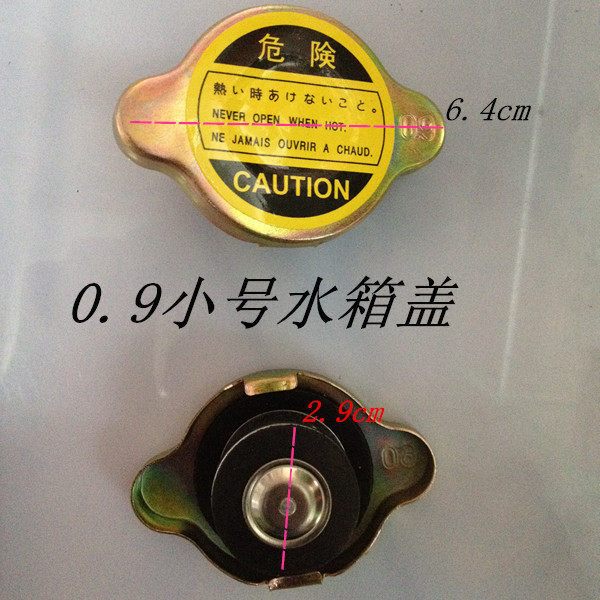 危険
熱い時あけないこと。
NEVER OPEN WHEN HOT.
NE JAMAIS OUVRIR A CHAUD.
CAUTION
6.4cm
0.9小号水箱盖
2.9cm